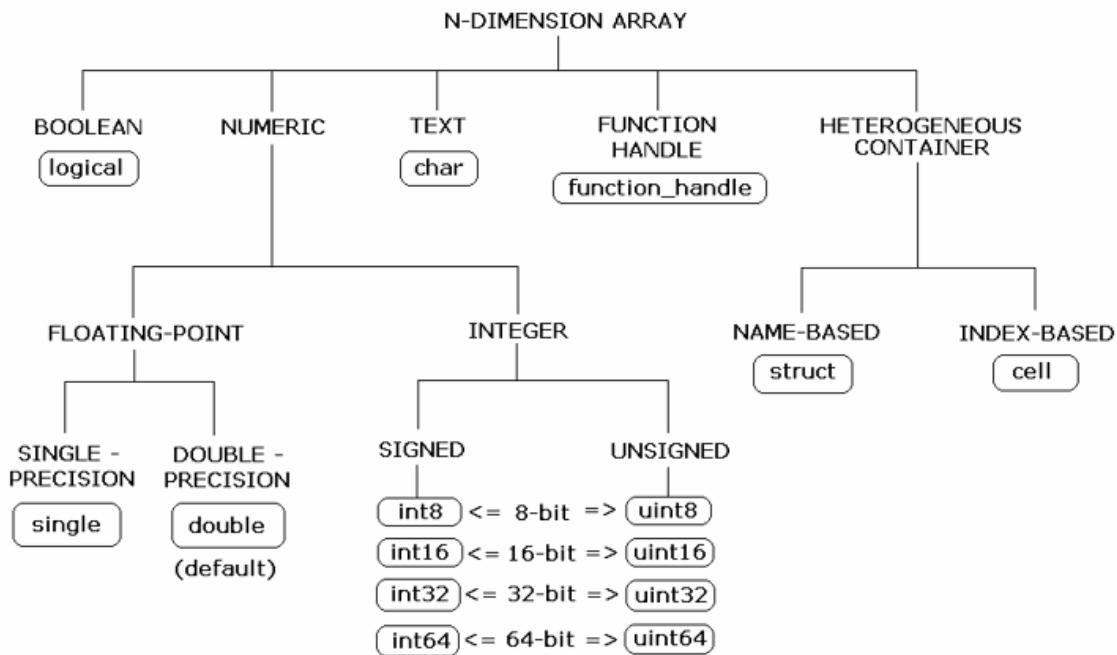 N-DIMENSION ARRAY
BOOLEAN
logical
NUMERIC
TEXT
char
FUNCTION
HANDLE
function_handle
HETEROGENEOUS
CONTAINER
FLOATING-POINT
INTEGER
NAME-BASED
struct
INDEX-BASED
cell
SINGLE -
PRECISION
single
DOUBLE -
PRECISION
double
(default)
SIGNED
UNSIGNED
int8 <= 8-bit => uint8
int16 <= 16-bit => uint16
int32 <= 32-bit => uint32
int64 <= 64-bit => uint64